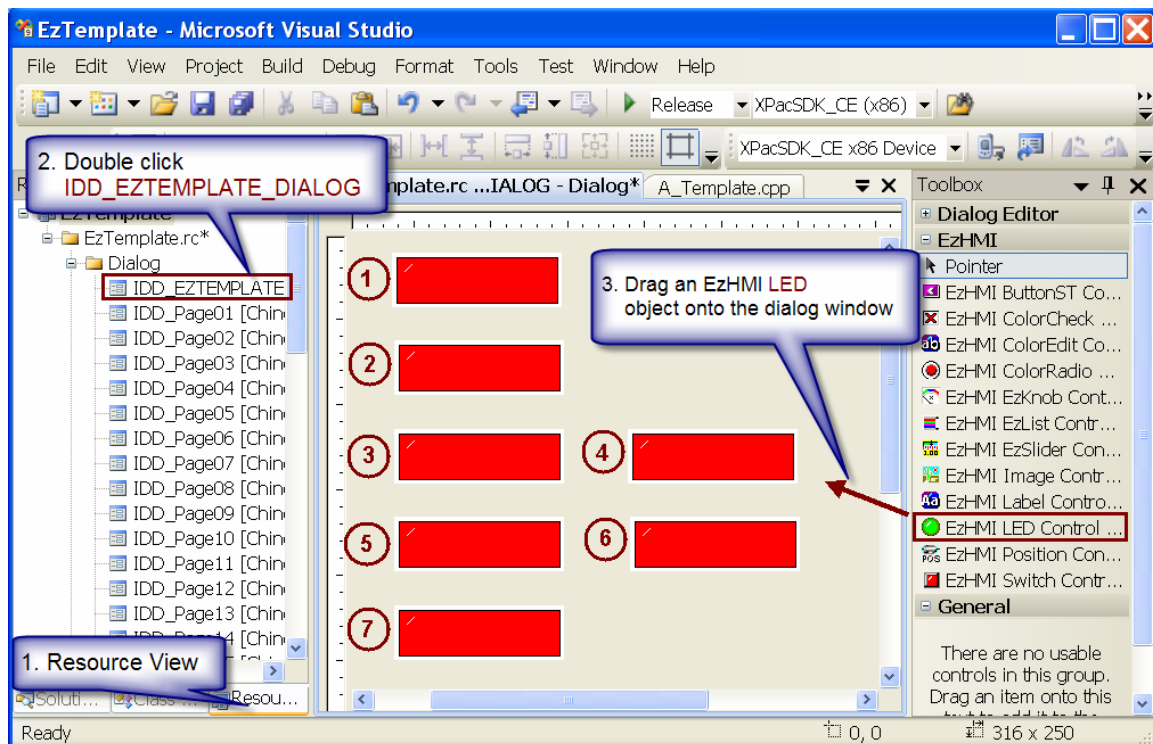 EzTemplate - Microsoft Visual Studio
File Edit View Project Build Debug Format Tools Test Window Help
Release XPacSDK_CE (x86)
XPacSDK_CE x86 Device
2. Double click
IDD_EZTEMPLATE_DIALOG
mplate.rc ...IALOG - Dialog* A_Template.cpp
Toolbox
EzTemplate
EzTemplate.rc*
Dialog
IDD_EZTEMPLATE
IDD_Page01 [Chin
IDD_Page02 [Chin
IDD_Page03 [Chin
IDD_Page04 [Chin
IDD_Page05 [Chin
IDD_Page06 [Chin
IDD_Page07 [Chin
IDD_Page08 [Chin
IDD_Page09 [Chin
IDD_Page10 [Chin
IDD_Page11 [Chin
IDD_Page12 [Chin
IDD_Page13 [Chin
4 [Chin
1. Resource View
Soluti... Class ... Resou...
1
2
3
4
5
6
7
3. Drag an EzHMI LED
object onto the dialog window
Dialog Editor
EzHMI
Pointer
EzHMI ButtonST Co...
EzHMI ColorCheck ...
EzHMI ColorEdit Co...
EzHMI ColorRadio ...
EzHMI EzKnob Cont...
EzHMI EzList Contr...
EzHMI EzSlider Con...
EzHMI Image Contr...
EzHMI Label Contro...
EzHMI LED Control ...
EzHMI Position Con...
EzHMI Switch Contr...
General
There are no usable
controls in this group.
Drag an item onto this
Ready 0, 0 316 x 250